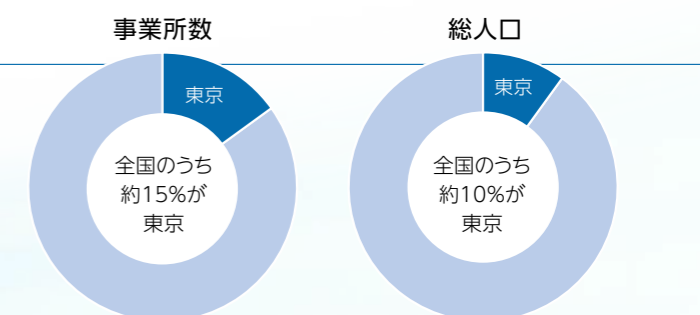 事業所数
東京
全国のうち
約15%が
東京
総人口
東京
全国のうち
約10%が
東京